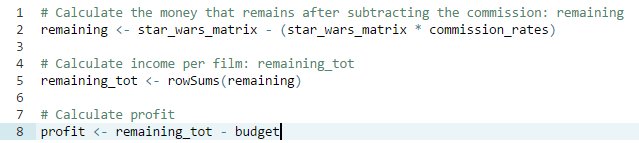 1 # Calculate the money that remains after subtracting the commission: remaining
2 remaining <- star_wars_matrix - (star_wars_matrix * commission_rates)
3
4 # Calculate income per film: remaining_tot
5 remaining_tot <- rowSums(remaining)
6
7 # Calculate profit
8 profit <- remaining_tot - budget